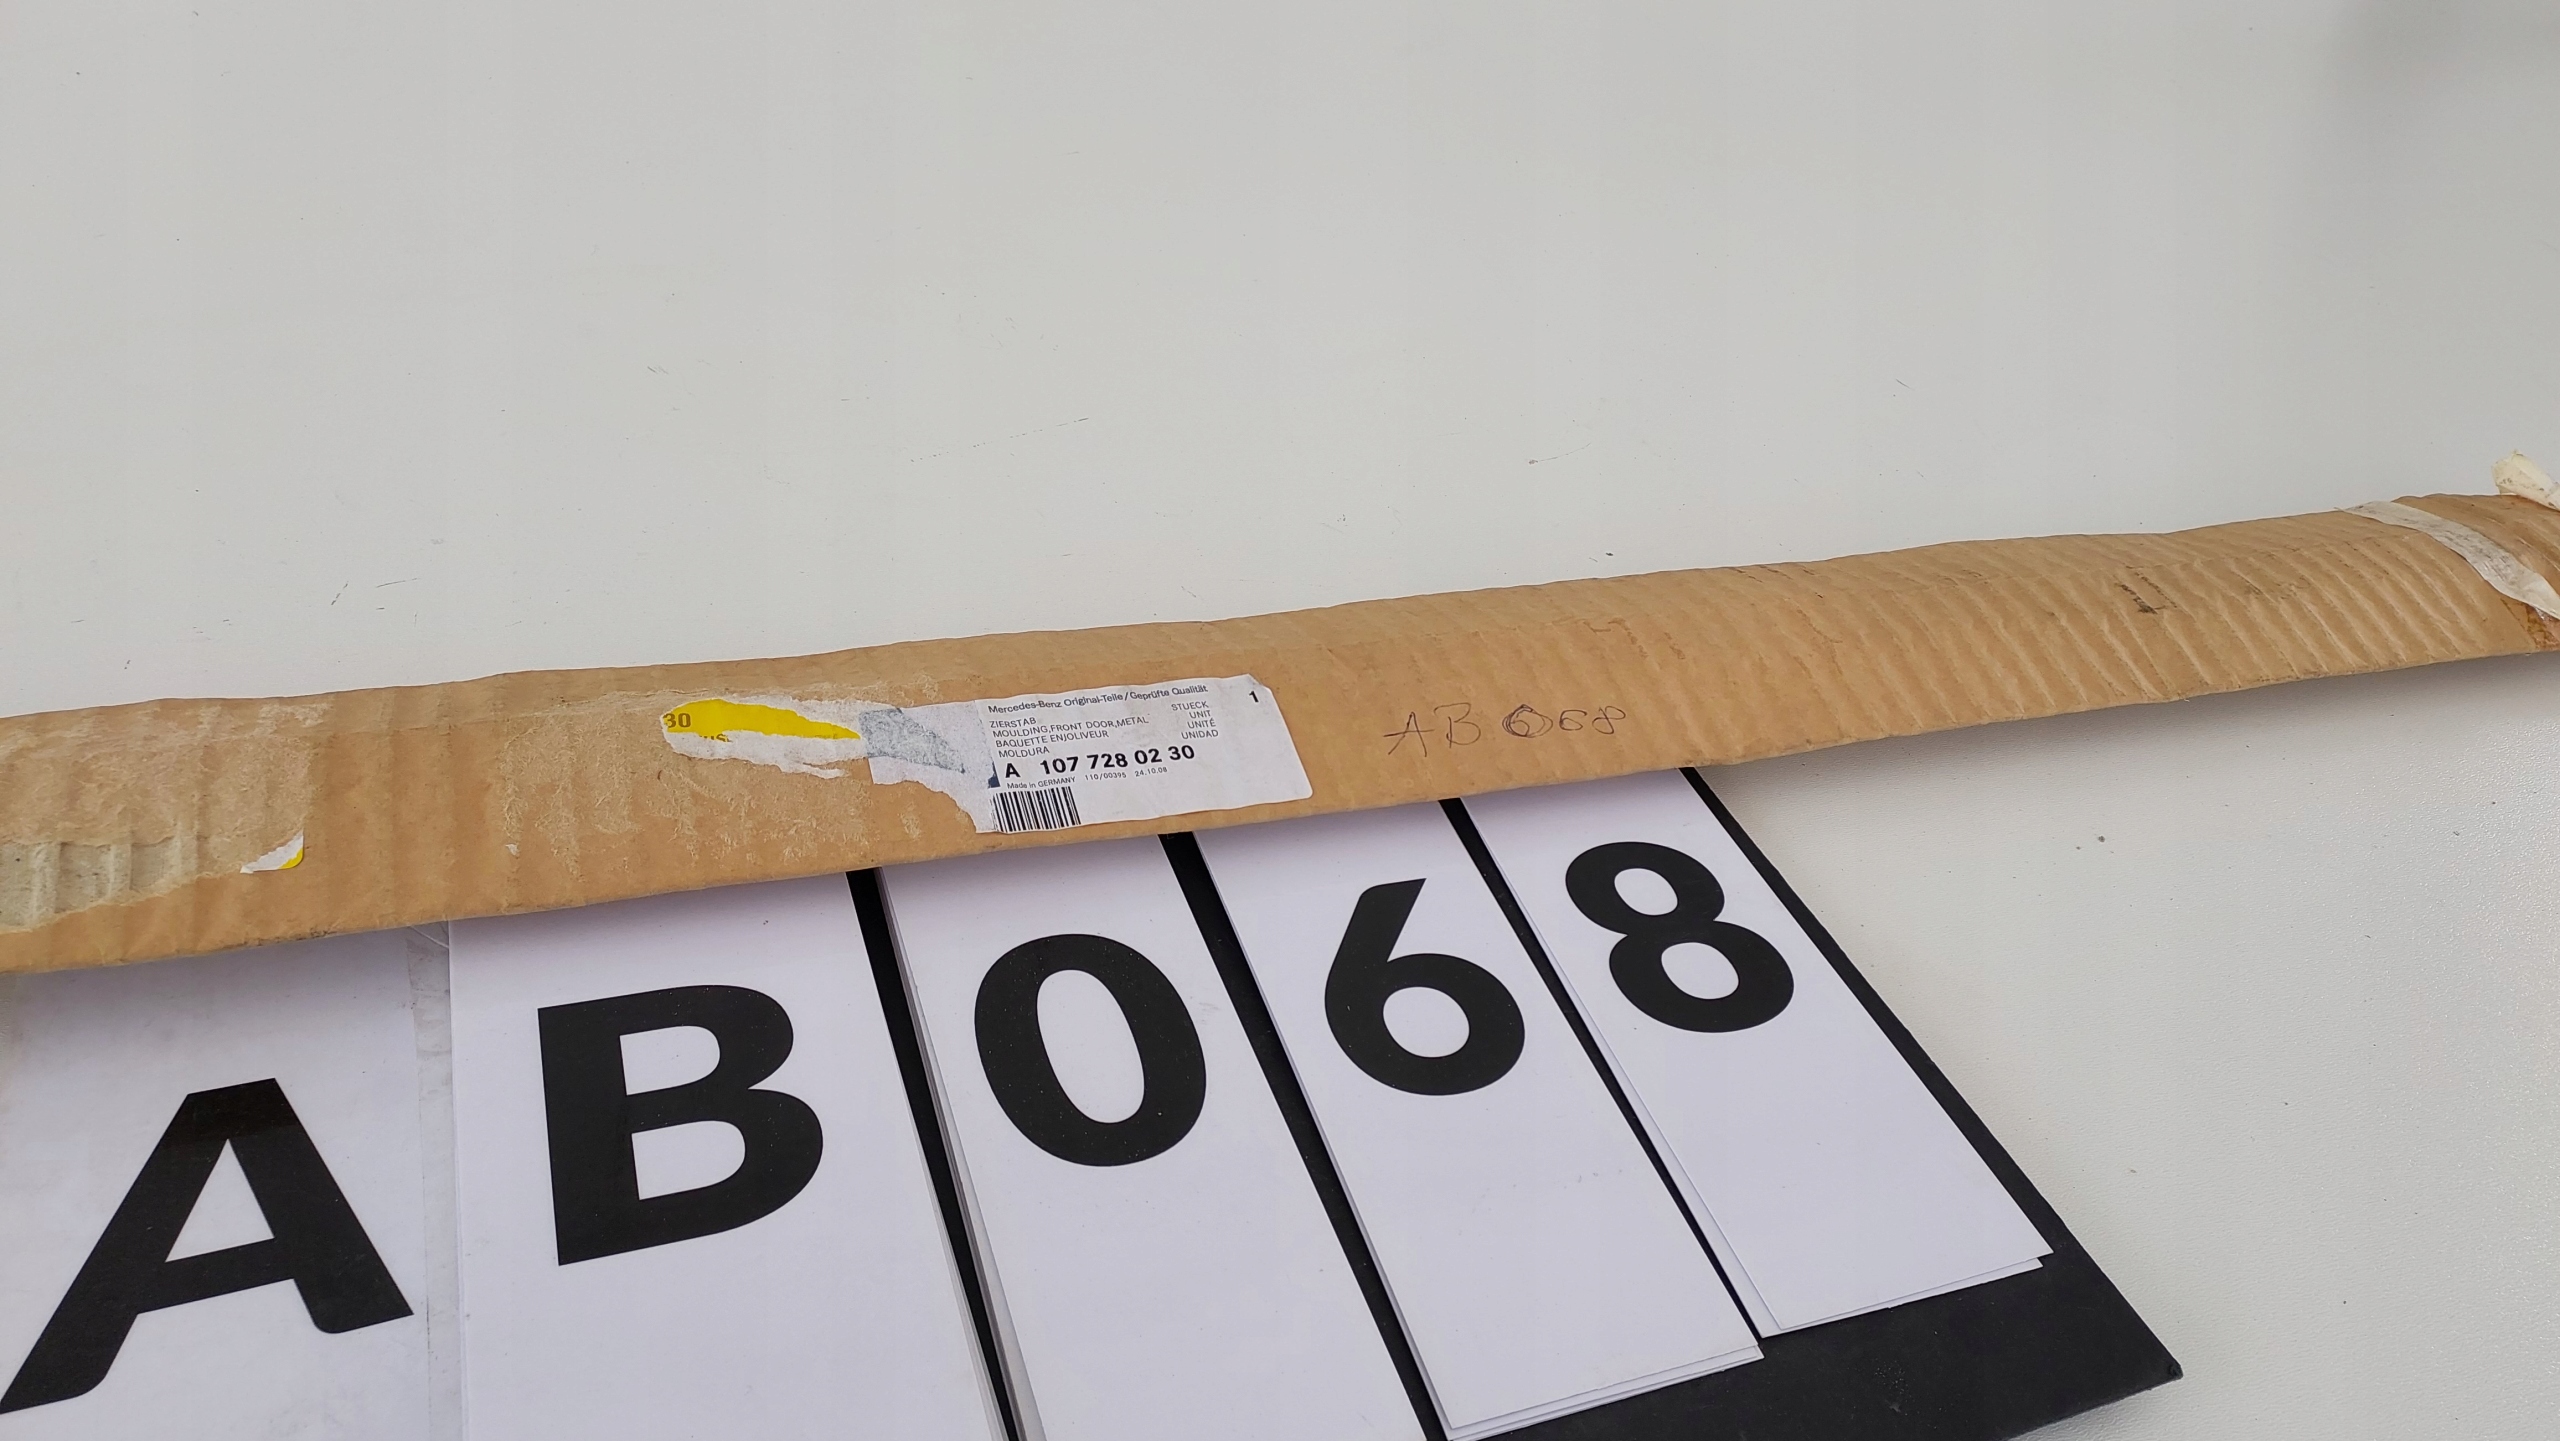 30
Mercedes-Benz Original-Teile / Geprüfte Qualität 1
ZIERSTAB STUECK
MOULDING,FRONT DOOR,METAL UNIT
BAQUETTE ENJOLIVEUR UNITÉ
MOLDURA UNIDAD
A 107 728 02 30
Made in GERMANY 110/00395 24.10.08
AB 068
A B 0 6 8